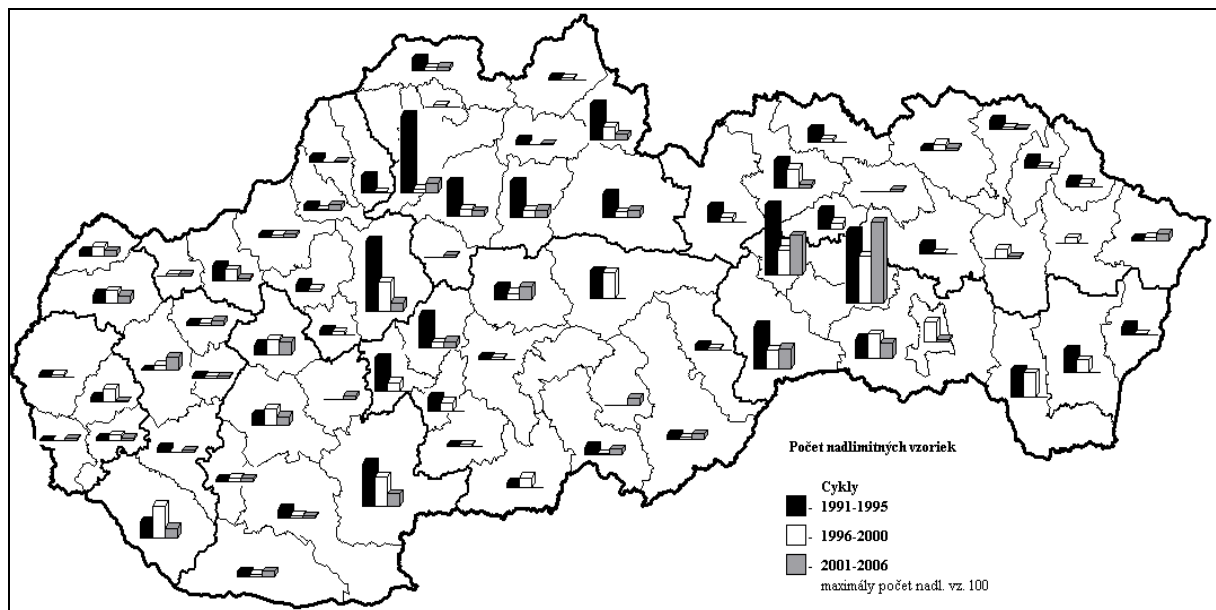 Počet nadlimitných vzoriek
Cykly
- 1991-1995
- 1996-2000
- 2001-2006
maximály počet nadl. vz. 100